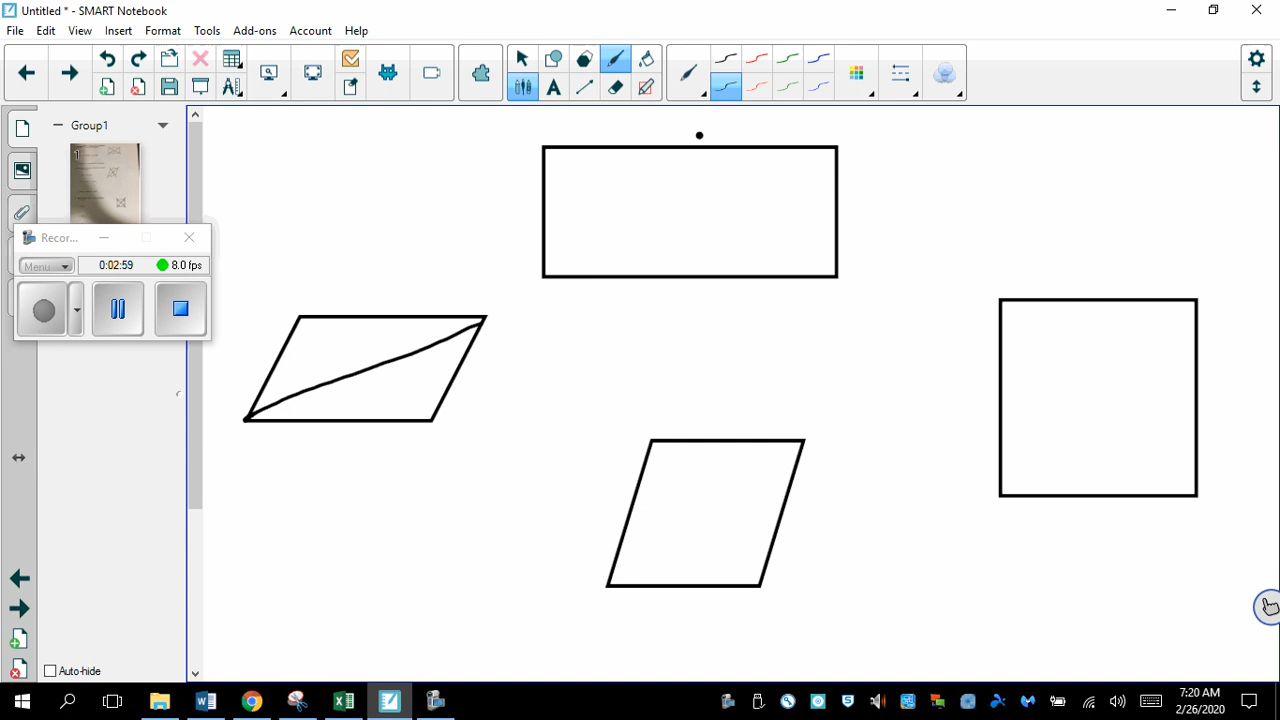 Untitled * - SMART Notebook
File Edit View Insert Format Tools Add-ons Account Help
Group1
1
Recor...
Menu
0:02:59
8.0 fps
Auto-hide
7:20 AM
2/26/2020